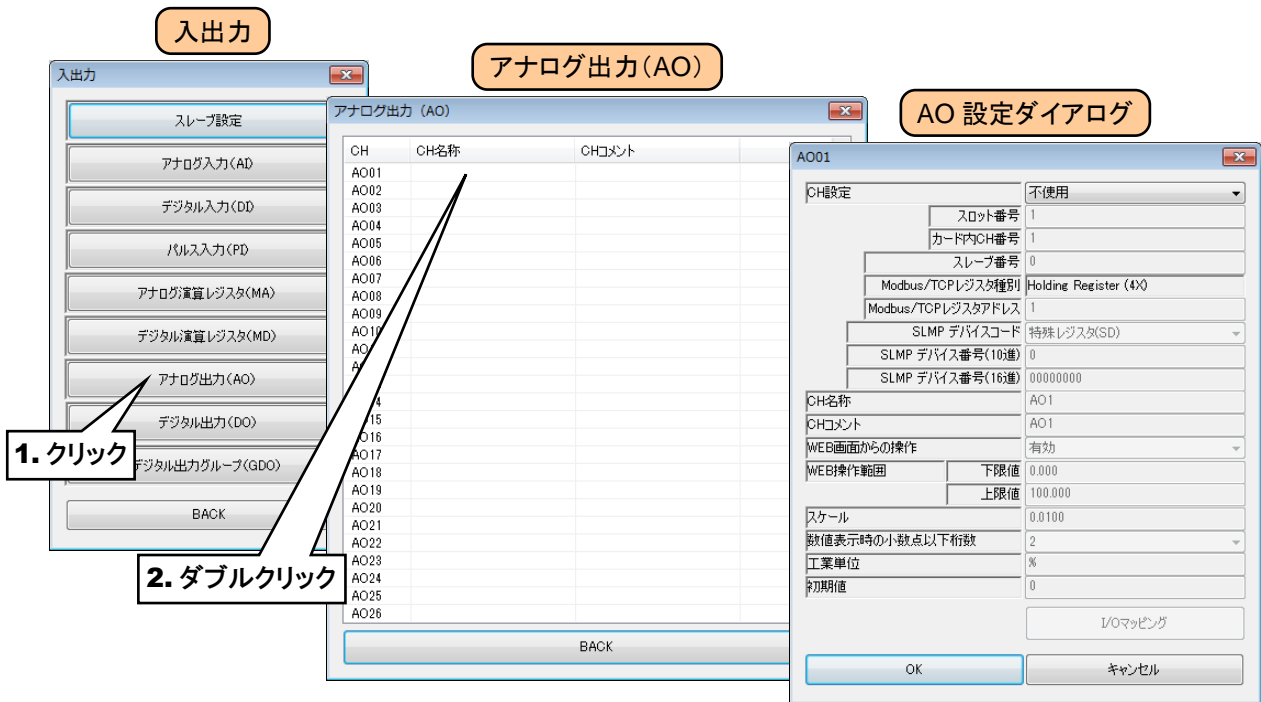 入出力
アナログ出力（AO）
AO 設定ダイアログ
入出力
スレーブ設定
アナログ入力(AI)
デジタル入力(DI)
パルス入力(PI)
アナログ演算レジスタ(MA)
デジタル演算レジスタ(MD)
アナログ出力(AO)
デジタル出力(DO)
デジタル出力グループ(GDO)
BACK
1. クリック
アナログ出力（AO）
CH CH名称 CHコメント
AO01
AO02
AO03
AO04
AO05
AO06
AO07
AO08
AO09
AO10
AO
A
4
15
AO16
AO17
AO18
AO19
AO20
AO21
AO22
AO23
AO24
AO25
AO26
BACK
2. ダブルクリック
AO01
CH設定 不使用
スロット番号 1
カード内CH番号 1
スレーブ番号 0
Modbus/TCPレジスタ種別 Holding Register (4X)
Modbus/TCPレジスタアドレス 1
SLMP デバイスコード 特殊レジスタ(SD)
SLMP デバイス番号(10進) 0
SLMP デバイス番号(16進) 00000000
CH名称 AO1
CHコメント AO1
WEB画面からの操作 有効
WEB操作範囲 下限値 0.000
上限値 100.000
スケール 0.0100
数値表示時の小数点以下桁数 2
工業単位 %
初期値 0
I/Oマッピング
OK キャンセル